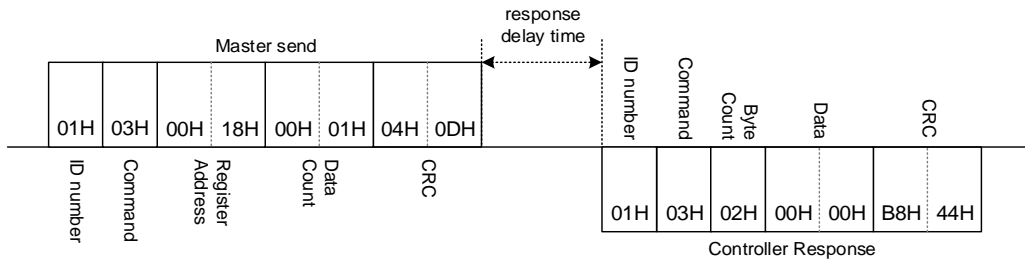 response
delay time
Master send
01H 03H 00H 18H 00H 01H 04H 0DH
ID number
Command
Register
Address
Data
Count
CRC
ID number
Command
Byte
Count
Data
CRC
01H 03H 02H 00H 00H B8H 44H
Controller Response